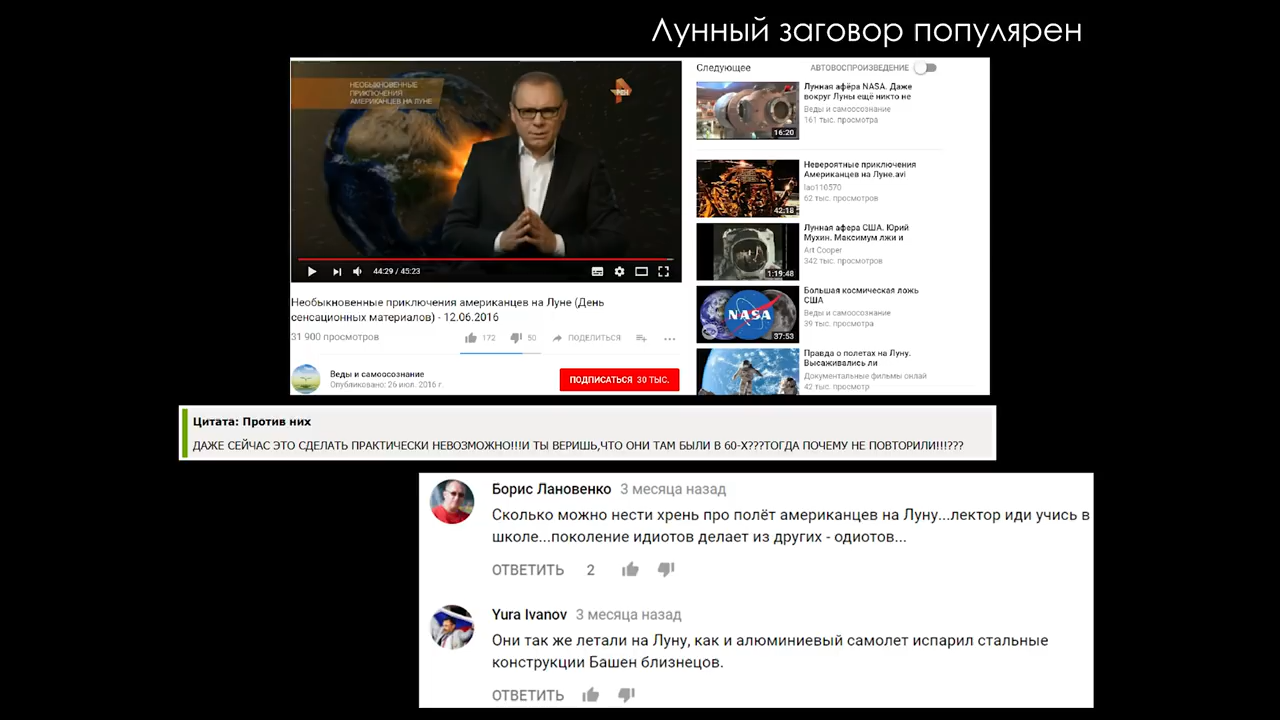 Лунный заговор популярен
НЕОБЫКНОВЕННЫЕ
ПРИКЛЮЧЕНИЯ
АМЕРИКАНЦЕВ НА ЛУНЕ
РЕН
44:29 / 45:23
Необыкновенные приключения американцев на Луне (День
сенсационных материалов) - 12.06.2016
31 900 просмотров
172
50
ПОДЕЛИТЬСЯ
Веды и самоосознание
Опубликовано: 26 июл. 2016 г.
ПОДПИСАТЬСЯ 30 ТЫС.
Следующее
АВТОВОСПРОИЗВЕДЕНИЕ
16:20
Лунная афёра NASA. Даже
вокруг Луны ещё никто не
Веды и самоосознание
161 тыс. просмотра
42:18
Невероятные приключения
Американцев на Луне.avi
lao110570
62 тыс. просмотров
1:19:48
Лунная афера США. Юрий
Мухин. Максимум лжи и
Art Cooper
342 тыс. просмотров
NASA
37:53
Большая космическая ложь
США
Веды и самоосознание
39 тыс. просмотра
Правда о полетах на Луну.
Высаживались ли
Документальные фильмы онлай
42 тыс. просмотр
Цитата: Против них
ДАЖЕ СЕЙЧАС ЭТО СДЕЛАТЬ ПРАКТИЧЕСКИ НЕВОЗМОЖНО!!!И ТЫ ВЕРИШЬ,ЧТО ОНИ ТАМ БЫЛИ В 60-Х???ТОГДА ПОЧЕМУ НЕ ПОВТОРИЛИ!!!???
Борис Лановенко 3 месяца назад
Сколько можно нести хрень про полёт американцев на Луну...лектор иди учись в
школе...поколение идиотов делает из других - одиотов...
ОТВЕТИТЬ 2
Yura Ivanov 3 месяца назад
Они так же летали на Луну, как и алюминиевый самолет испарил стальные
конструкции Башен близнецов.
ОТВЕТИТЬ